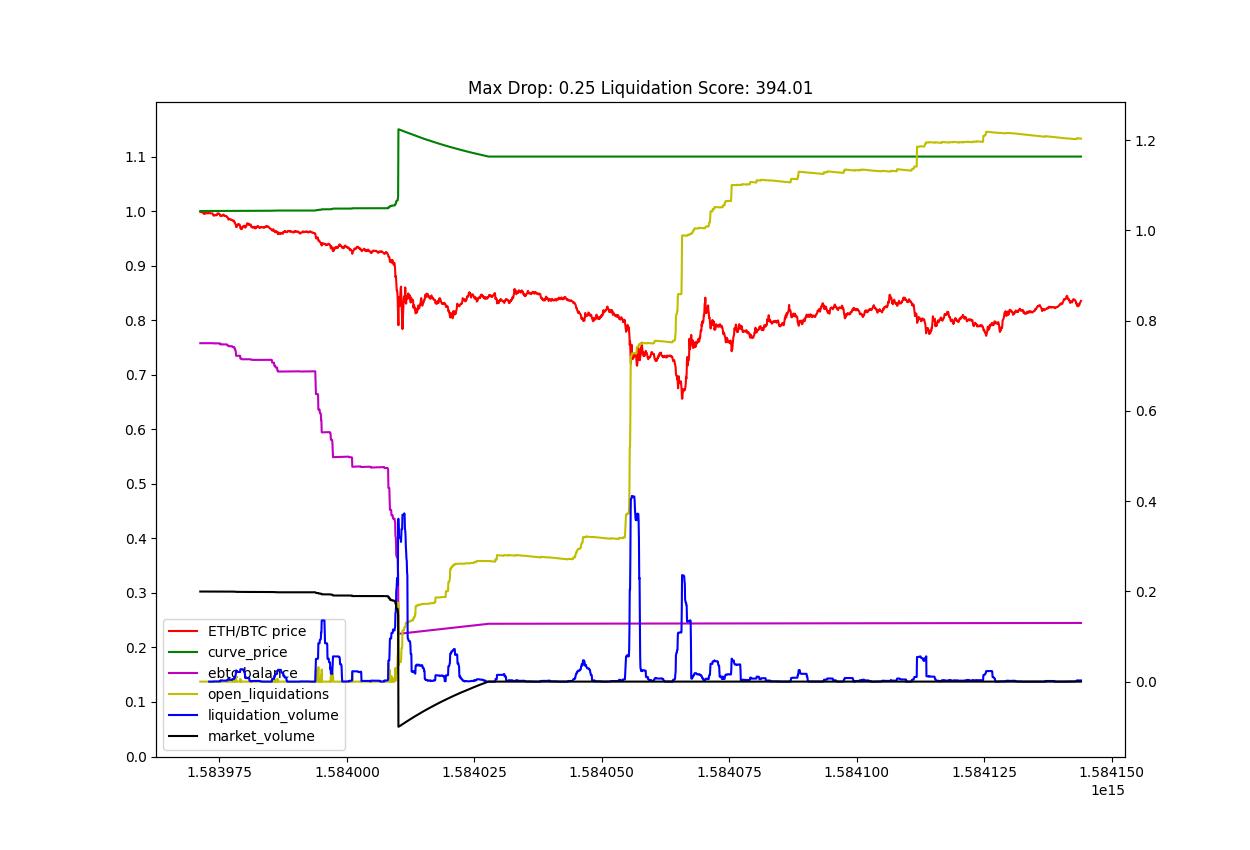 Max Drop: 0.25 Liquidation Score: 394.01
1.1
1.0
0.9
0.8
0.7
0.6
0.5
0.4
0.3
0.2
0.1
0.0
1.2
1.0
0.8
0.6
0.4
0.2
0.0
ETH/BTC price
curve_price
ebtc balance
open_liquidations
liquidation_volume
market_volume
1.583975 1.584000 1.584025 1.584050 1.584075 1.584100 1.584125 1.584150
1e15